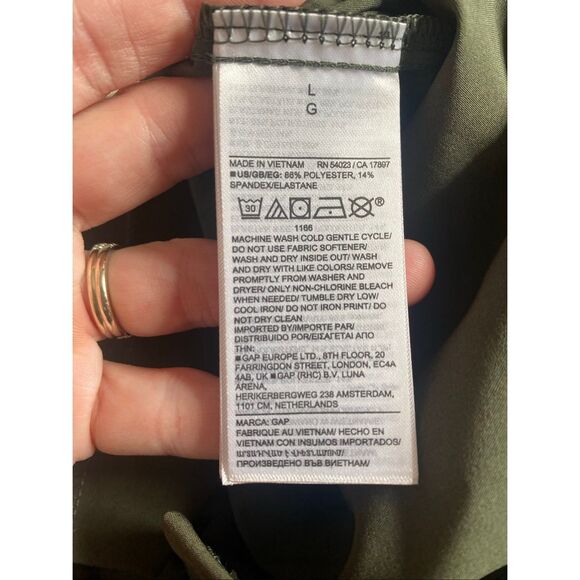 L
G
MADE IN VIETNAM RN 54023 / CA 17897
■US/GB/EG: 86% POLYESTER, 14%
SPANDEX/ELASTANE
30
®
1166
MACHINE WASH COLD GENTLE CYCLE/
DO NOT USE FABRIC SOFTENER/
WASH AND DRY INSIDE OUT/ WASH
AND DRY WITH LIKE COLORS/ REMOVE
PROMPTLY FROM WASHER AND
DRYER/ ONLY NON-CHLORINE BLEACH
WHEN NEEDED/ TUMBLE DRY LOW/
COOL IRON/ DO NOT IRON PRINT/ DO
NOT DRY CLEAN
IMPORTED BY/IMPORTE PAR/
DISTRIBUIDO POR/ΕΙΣΑΓΕΤΑΙ ΑΠΟ
ΤΗΝ:
■GAP EUROPE LTD., 8TH FLOOR, 20
FARRINGDON STREET, LONDON, EC4A
4AB, UK ■GAP (RHC) B.V. LUNA
ARENA,
HERIKERBERGWEG 238 AMSTERDAM,
1101 CM, NETHERLANDS
MARCA: GAP
FABRIQUE AU VIETNAM/ HECHO EN
VIETNAM CON INSUMOS IMPORTADOS/
ПРОИЗВЕДЕНО ВЪВ ВИЕТНАМ/